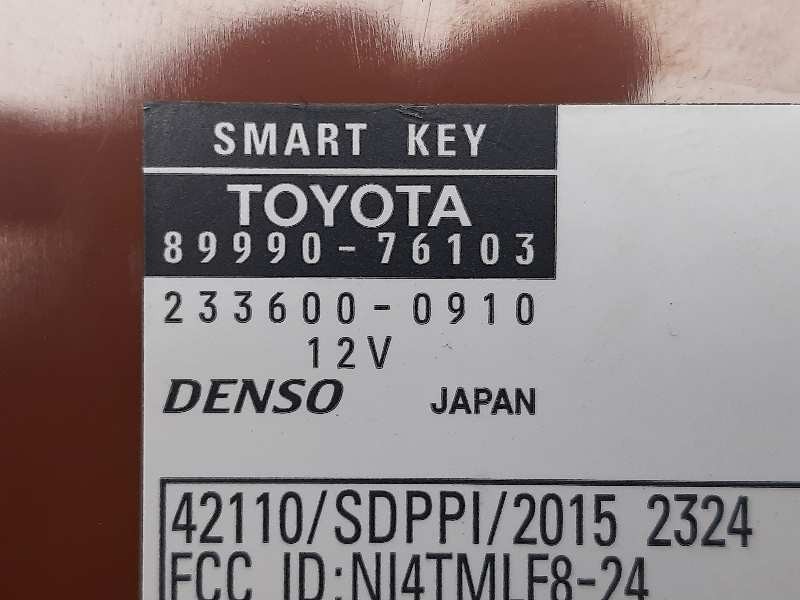 SMART KEY
TOYOTA
89990-76103
233600-0910
12V
DENSO JAPAN
42110/SDPPI/2015 2324
FCC ID:NI4TMLF8-24